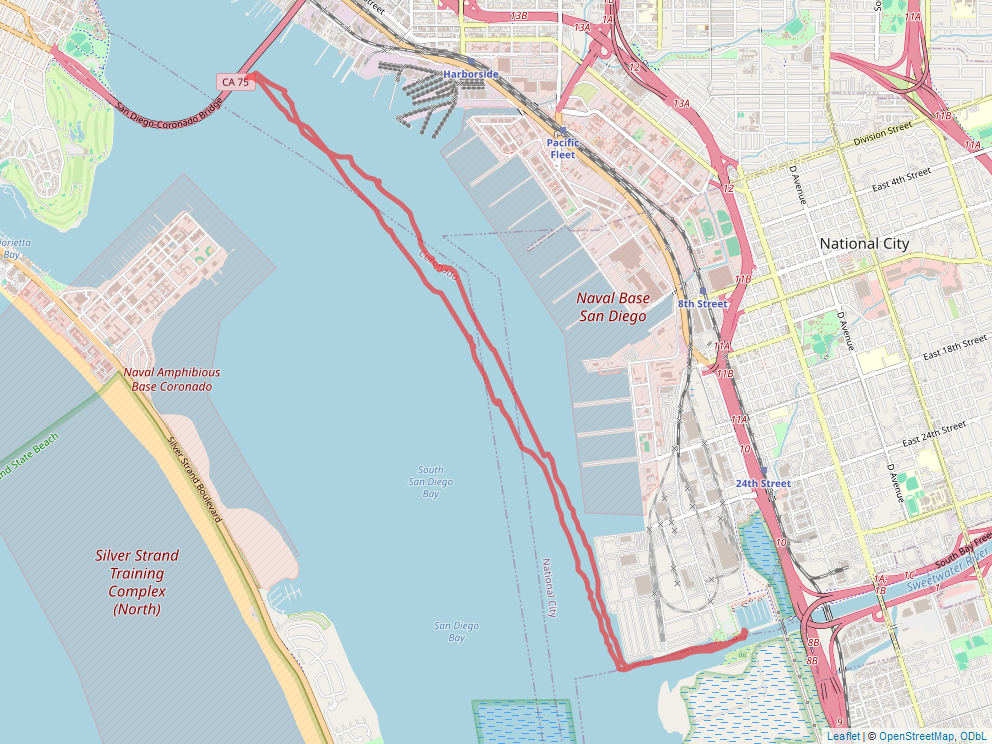 Street
13B
13A
11A
CA 75
Harborside
12
13A
11B
11A
San Diego-Coronado Bridge
Division Street
Pacific
Fleet
D Avenue
East 4th Street
12
National City
Glorietta
Bay
Coronado
11B
Naval Base
San Diego
8th Street
D Avenue
11A
East 18th Street
11B
Naval Amphibious
Base Coronado
11A
East 24th Street
10
and State Beach
Silver Strand Boulevard
South
San Diego
Bay
24th Street
D Avenue
10
South Bay Free
Silver Strand
Training
Complex
(North)
National City
1A-
1B
1C
1
Sweetwater River
San Diego
Bay
8B
8B
9
Leaflet | © OpenStreetMap, ODbL